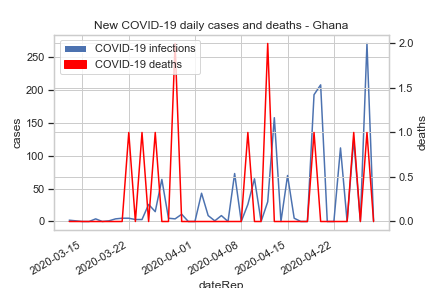 New COVID-19 daily cases and deaths - Ghana
COVID-19 infections
COVID-19 deaths
250
200
150
100
50
0
cases
2.0
1.5
1.0
0.5
0.0
deaths
2020-03-15
2020-03-22
2020-04-01
2020-04-08
2020-04-15
2020-04-22
dateRep